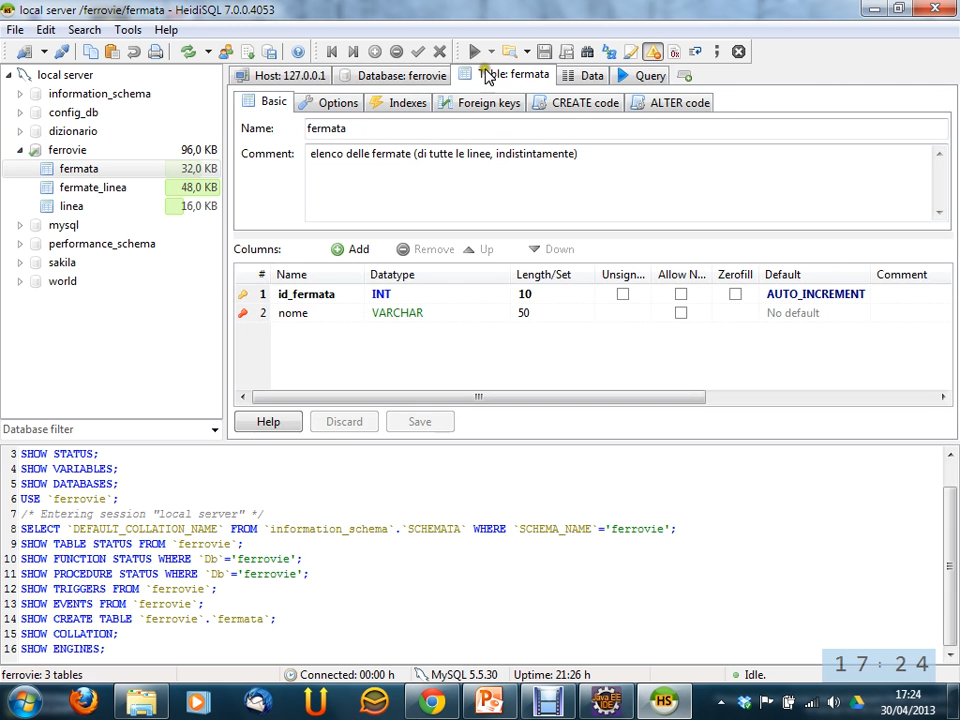 local server /ferrovie/fermata - HeidiSQL 7.0.0.4053
File Edit Search Tools Help
local server
information_schema
config_db
dizionario
ferrovie 96,0 KB
fermata 32,0 KB
fermate_linea 48,0 KB
linea 16,0 KB
mysql
performance_schema
sakila
world
Database filter
Host: 127.0.0.1 Database: ferrovie fermata Data Query
Basic Options Indexes Foreign keys CREATE code ALTER code
Name: fermata
Comment: elenco delle fermate (di tutte le linee, indistintamente)
Columns: Add Remove Up Down
# Name Datatype Length/Set Unsign... Allow N... Zerofill Default Comment
1 id_fermata INT 10 AUTO_INCREMENT
2 nome VARCHAR 50 No default
Help Discard Save
3 SHOW STATUS;
4 SHOW VARIABLES;
5 SHOW DATABASES;
6 USE `ferrovie`;
7 /* Entering session "local server" */
8 SELECT `DEFAULT_COLLATION_NAME` FROM `information_schema`.`SCHEMATA` WHERE `SCHEMA_NAME`='ferrovie';
9 SHOW TABLE STATUS FROM `ferrovie`;
10 SHOW FUNCTION STATUS WHERE `Db`='ferrovie';
11 SHOW PROCEDURE STATUS WHERE `Db`='ferrovie';
12 SHOW TRIGGERS FROM `ferrovie`;
13 SHOW EVENTS FROM `ferrovie`;
14 SHOW CREATE TABLE `ferrovie`.`fermata`;
15 SHOW COLLATION;
16 SHOW ENGINES;
17:24
ferrovie: 3 tables Connected: 00:00 h MySQL 5.5.30 Uptime: 21:26 h Idle.
Java EE
IDE
HS
17:24
30/04/2013